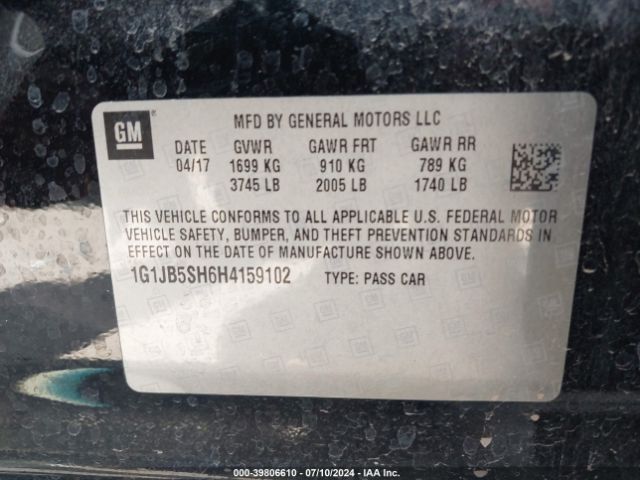 GM
MFD BY GENERAL MOTORS LLC
DATE GVWR GAWR FRT GAWR RR
04/17 1699 KG 910 KG 789 KG
3745 LB 2005 LB 1740 LB
THIS VEHICLE CONFORMS TO ALL APPLICABLE U.S. FEDERAL MOTOR
VEHICLE SAFETY, BUMPER, AND THEFT PREVENTION STANDARDS IN
EFFECT ON THE DATE OF MANUFACTURE SHOWN ABOVE.
1G1JB5SH6H4159102 TYPE: PASS CAR
000-39806610 - 07/10/2024 - IAA Inc.